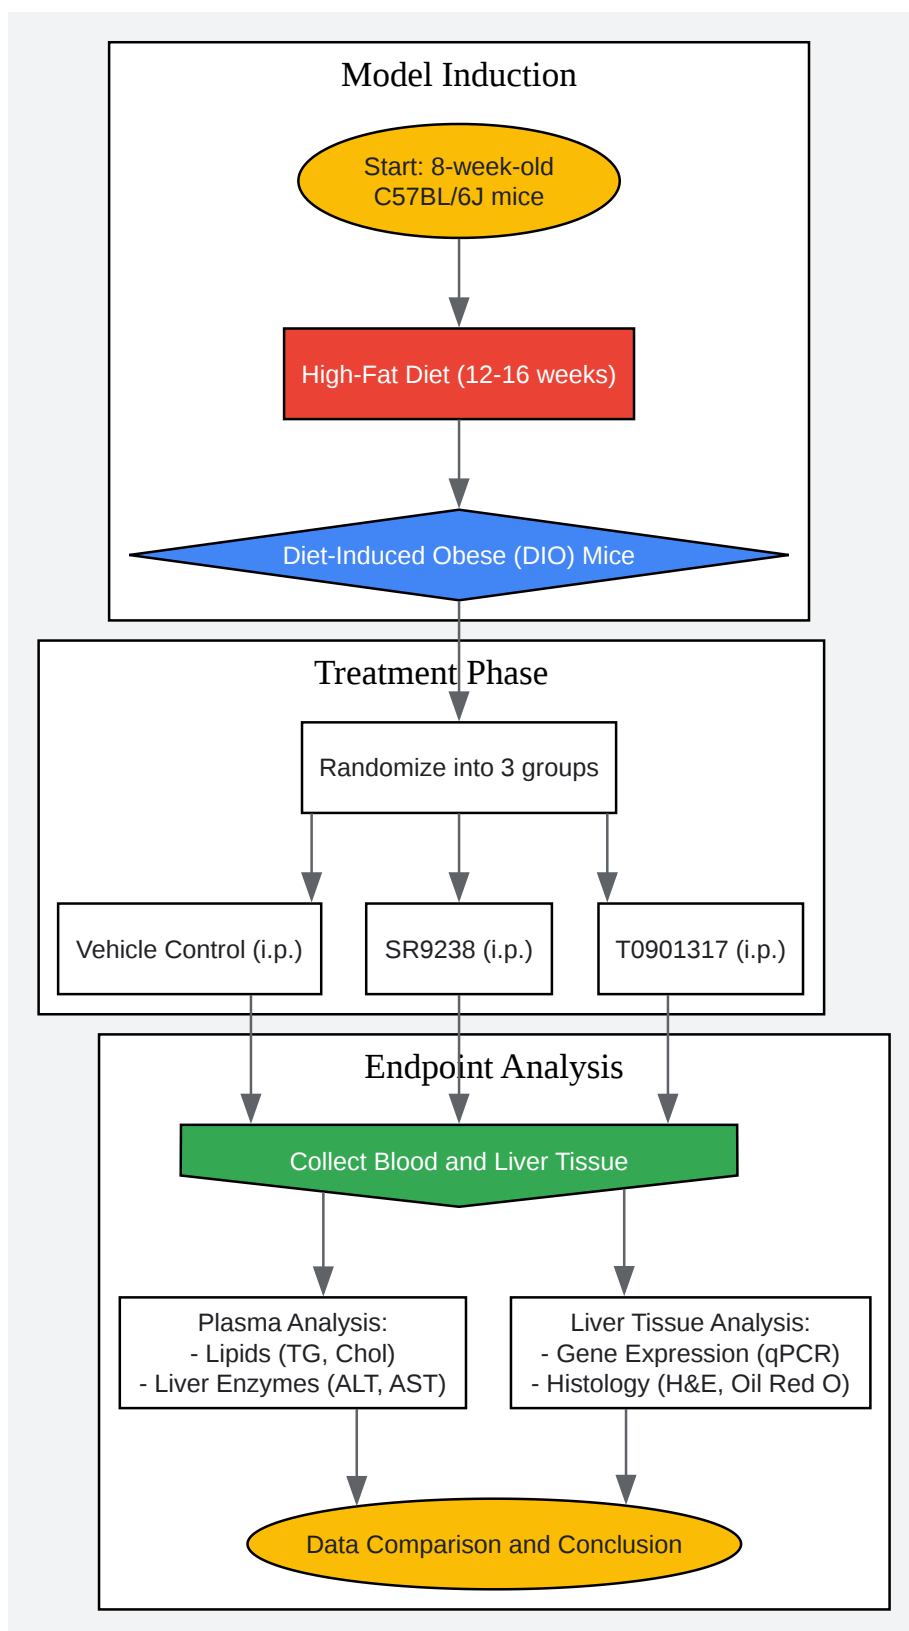 Model Induction
Start: 8-week-old
C57BL/6J mice
High-Fat Diet (12-16 weeks)
Diet-Induced Obese (DIO) Mice
Treatment Phase
Randomize into 3 groups
Vehicle Control (i.p.)
SR9238 (i.p.)
T0901317 (i.p.)
Endpoint Analysis
Collect Blood and Liver Tissue
Plasma Analysis:
- Lipids (TG, Chol)
- Liver Enzymes (ALT, AST)
Liver Tissue Analysis:
- Gene Expression (qPCR)
- Histology (H&E, Oil Red O)
Data Comparison and Conclusion